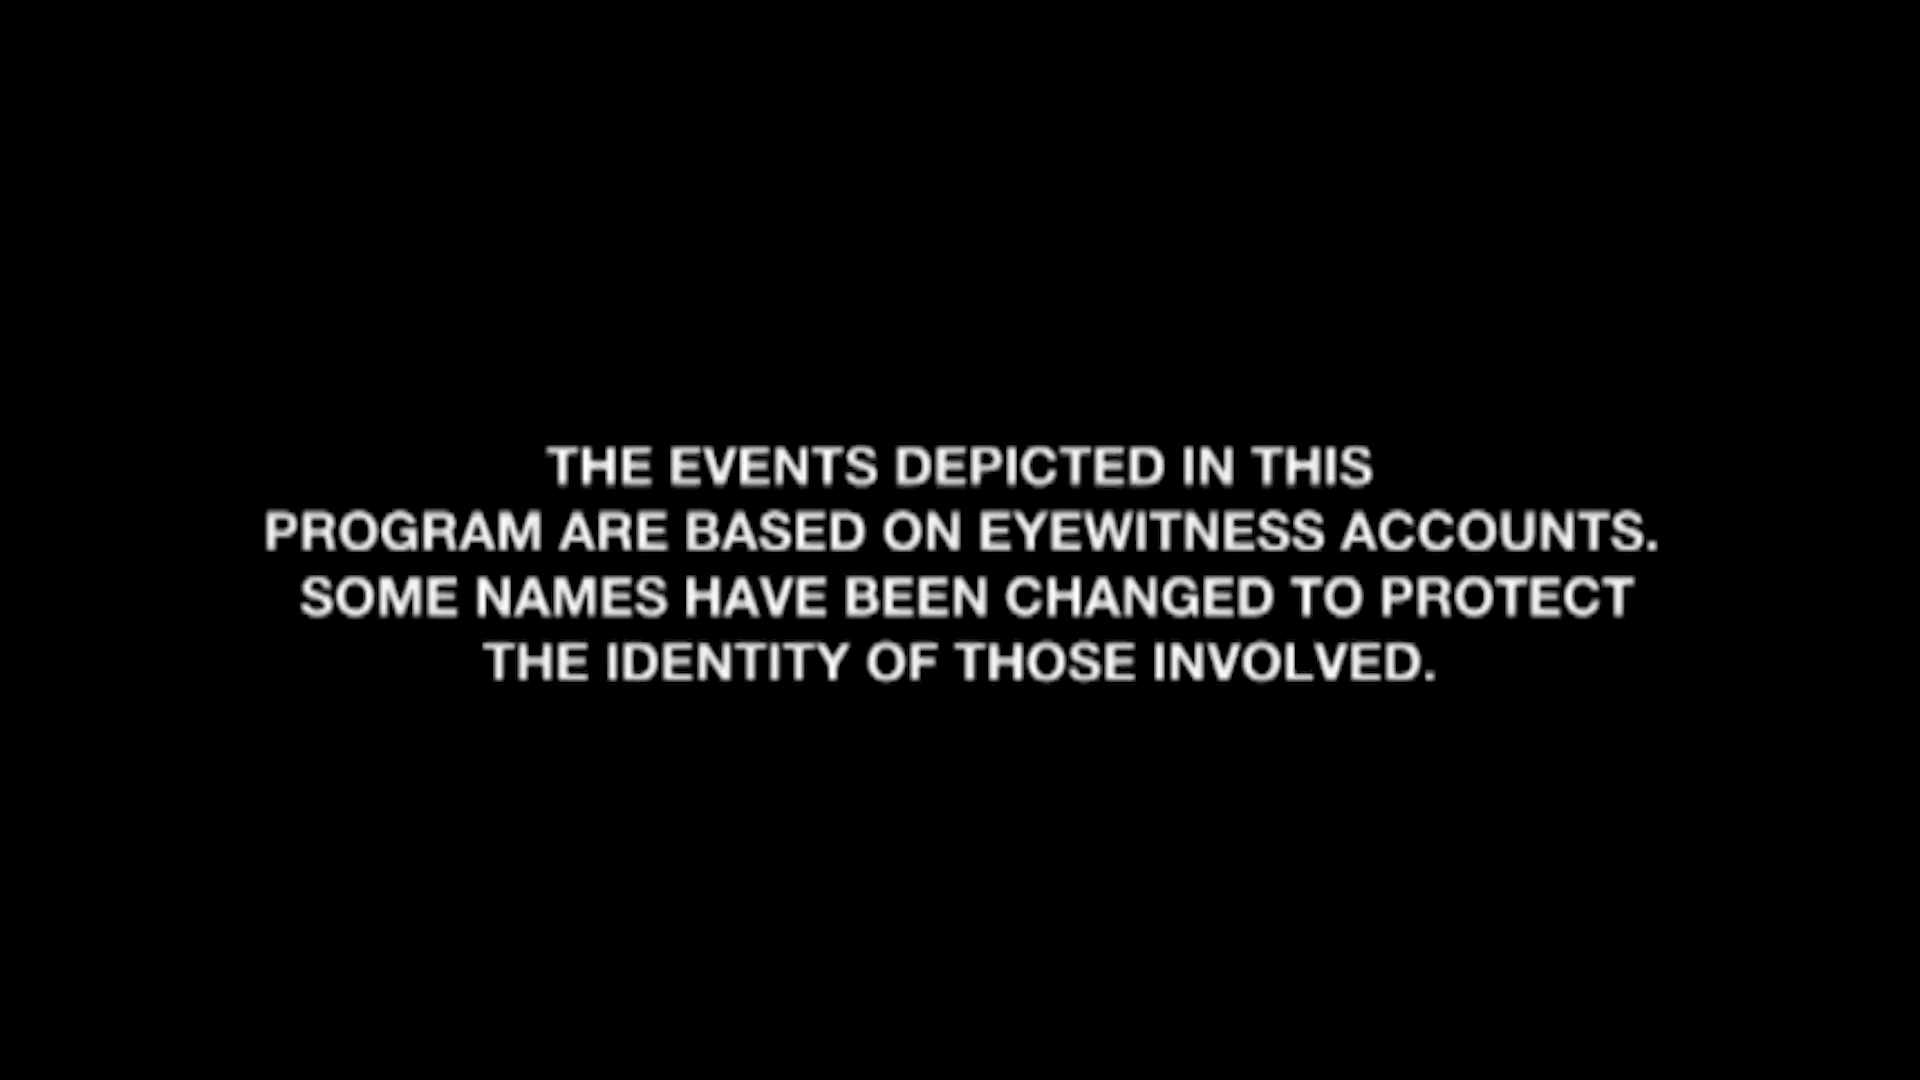 THE EVENTS DEPICTED IN THIS
PROGRAM ARE BASED ON EYEWITNESS ACCOUNTS.
SOME NAMES HAVE BEEN CHANGED TO PROTECT
THE IDENTITY OF THOSE INVOLVED.